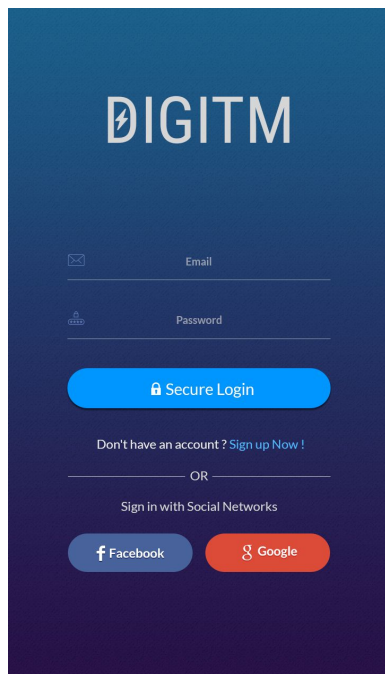 DIGITM
Email
Password
Secure Login
Don't have an account ? Sign up Now !
OR
Sign in with Social Networks
f Facebook
g Google